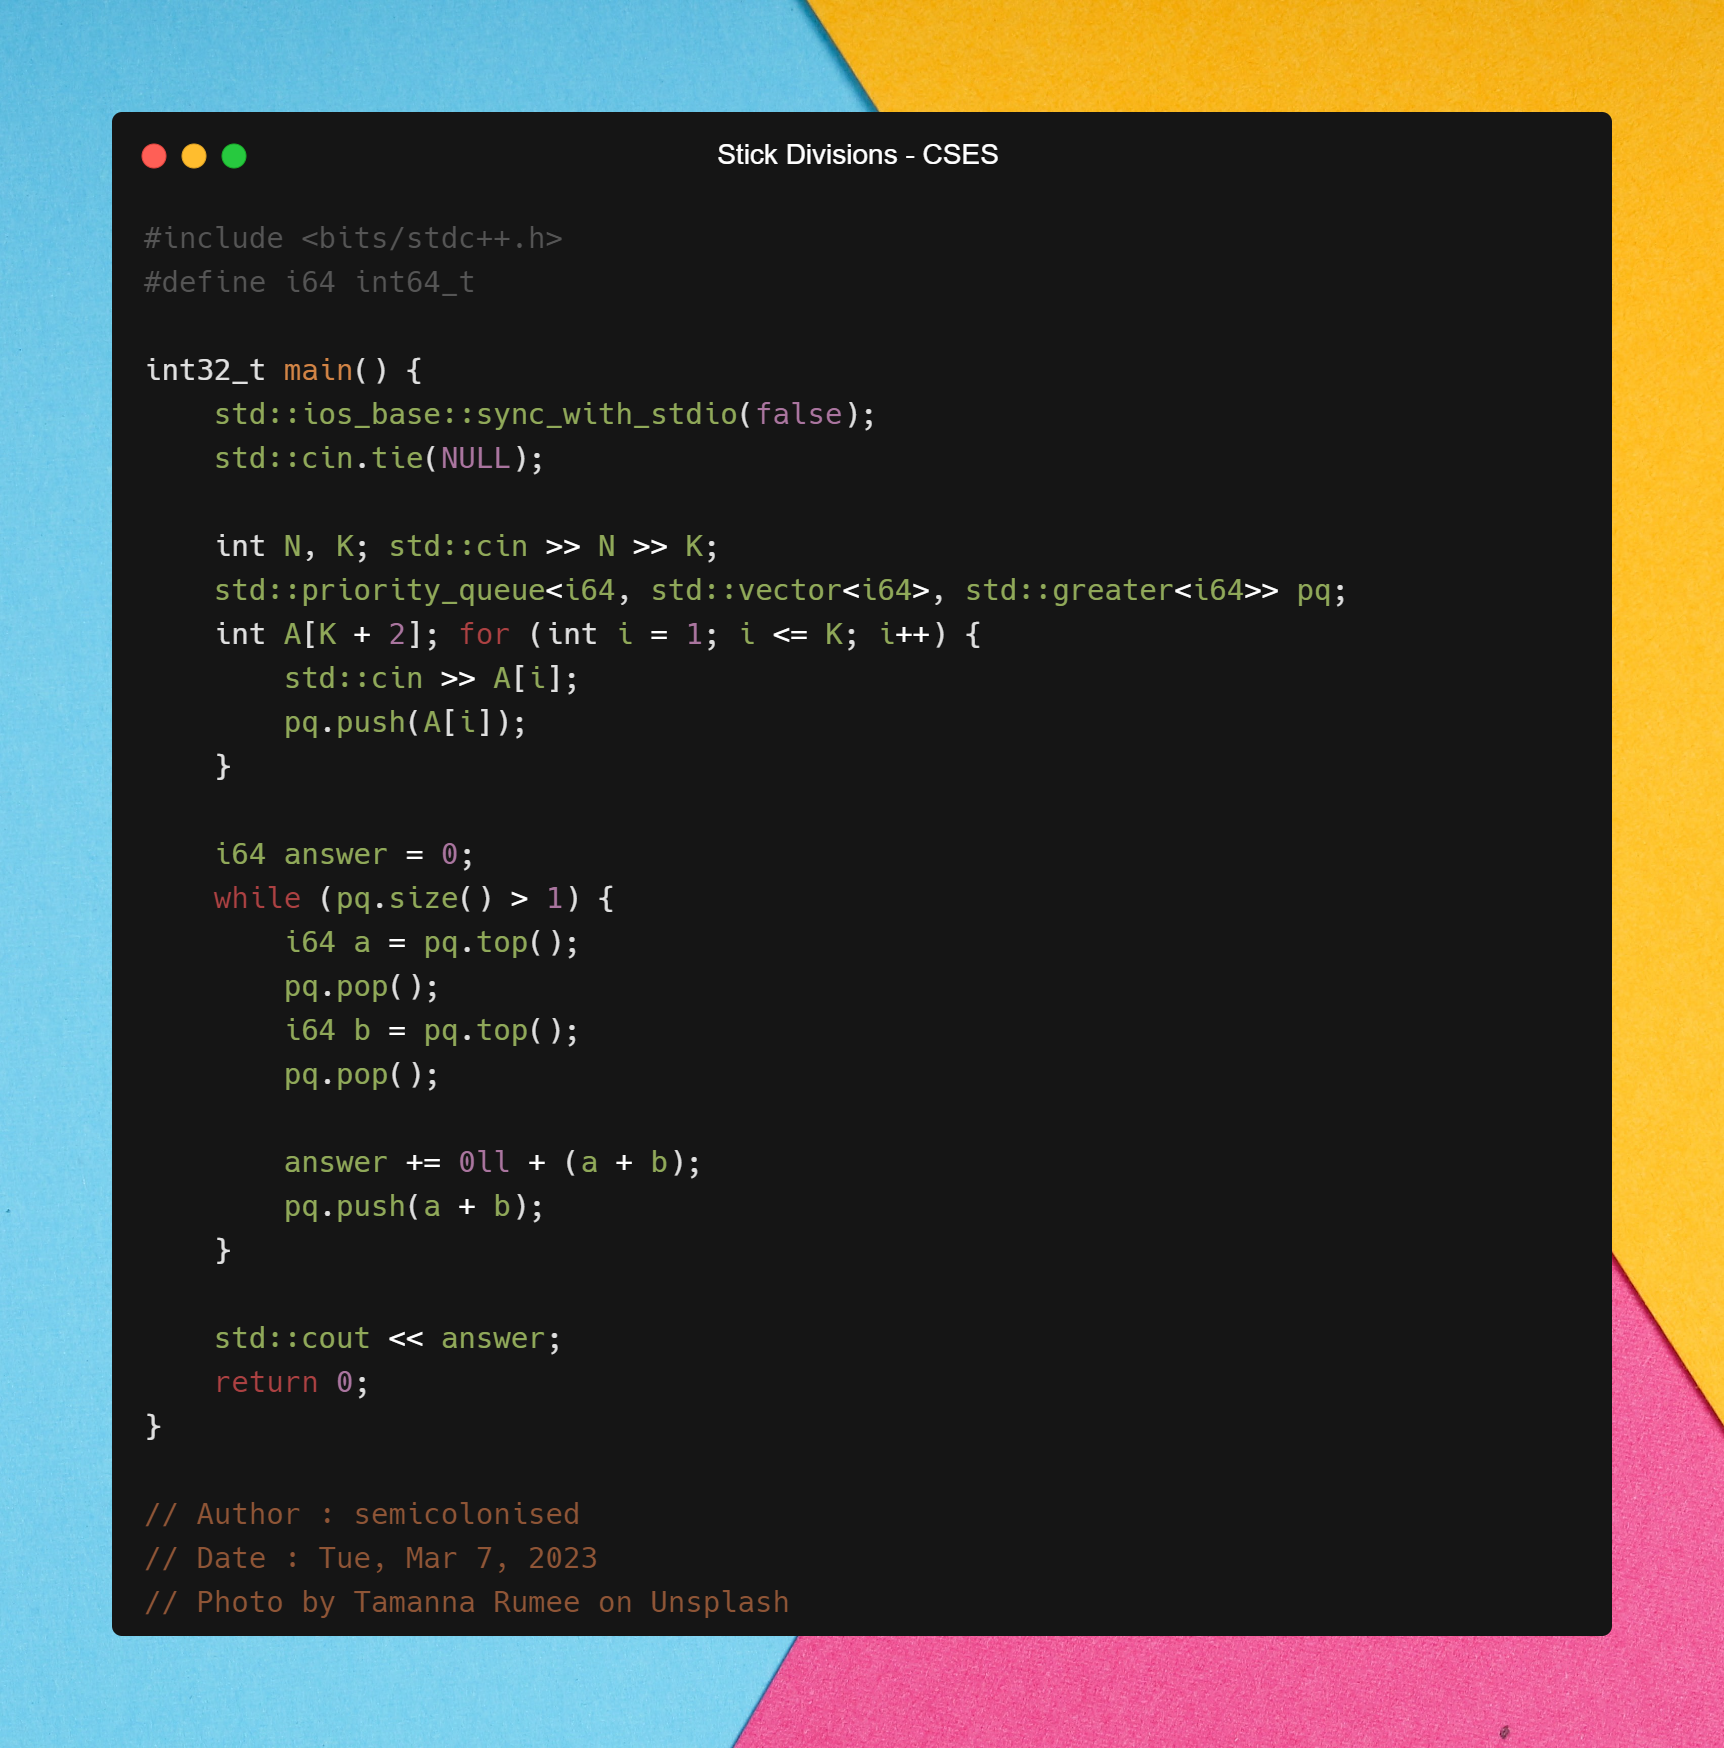 Stick Divisions - CSES
#include <bits/stdc++.h>
#define i64 int64_t
int32_t main() {
    std::ios_base::sync_with_stdio(false);
    std::cin.tie(NULL);
    int N, K; std::cin >> N >> K;
    std::priority_queue<i64, std::vector<i64>, std::greater<i64>> pq;
    int A[K + 2]; for (int i = 1; i <= K; i++) {
        std::cin >> A[i];
        pq.push(A[i]);
    }
    i64 answer = 0;
    while (pq.size() > 1) {
        i64 a = pq.top();
        pq.pop();
        i64 b = pq.top();
        pq.pop();
        answer += 0ll + (a + b);
        pq.push(a + b);
    }
    std::cout << answer;
    return 0;
}
// Author : semicolonised
// Date : Tue, Mar 7, 2023
// Photo by Tamanna Rumee on Unsplash